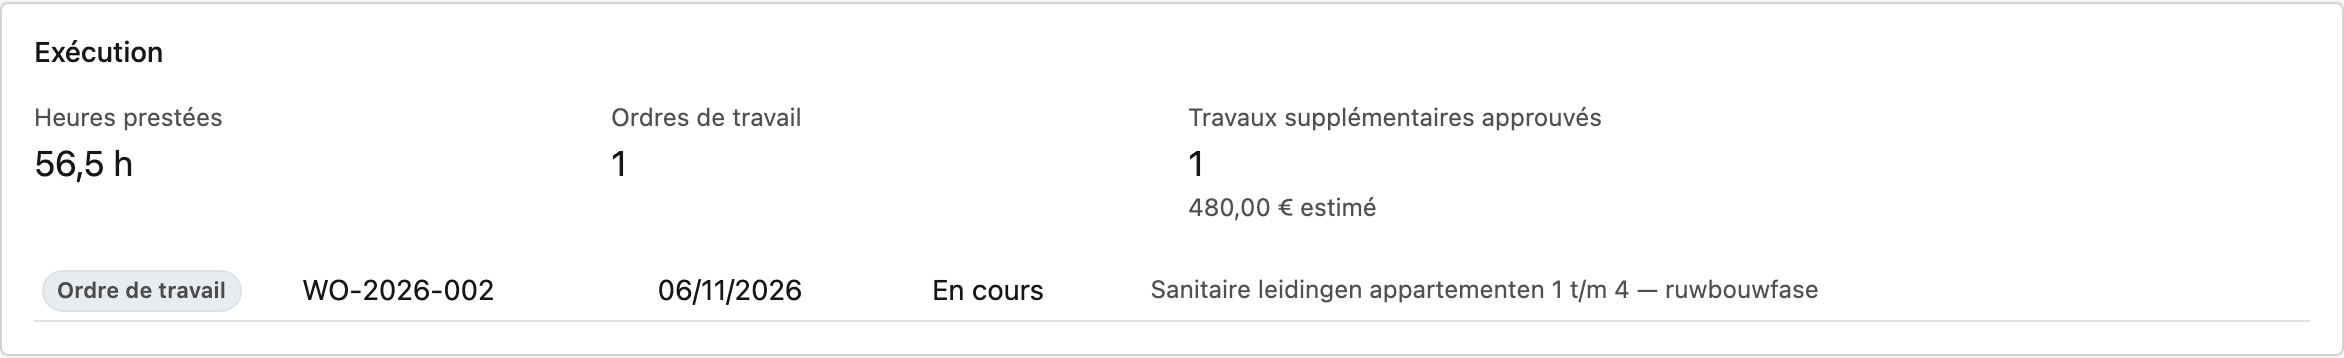 Exécution
Heures prestées
Ordres de travail
Travaux supplémentaires approuvés
56,5 h
1
1
480,00 € estimé
Ordre de travail WO-2026-002 06/11/2026 En cours Sanitaire leidingen appartementen 1 t/m 4 — ruwbouwfase